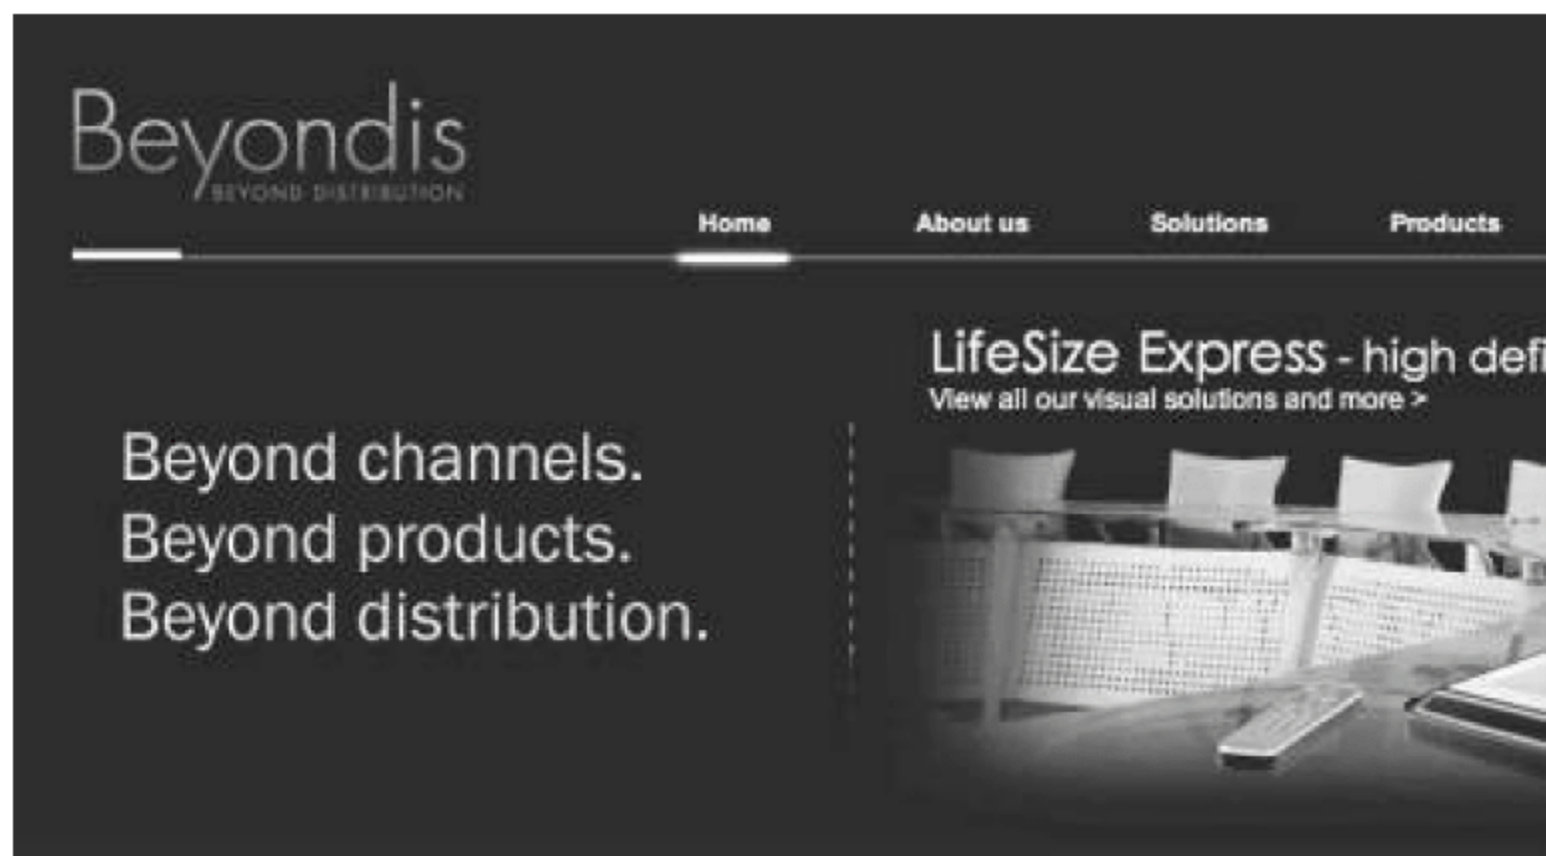 Beyondis
BEYOND DISTRIBUTION
Home About us Solutions Products
LifeSize Express - high defi
View all our visual solutions and more >
Beyond channels.
Beyond products.
Beyond distribution.